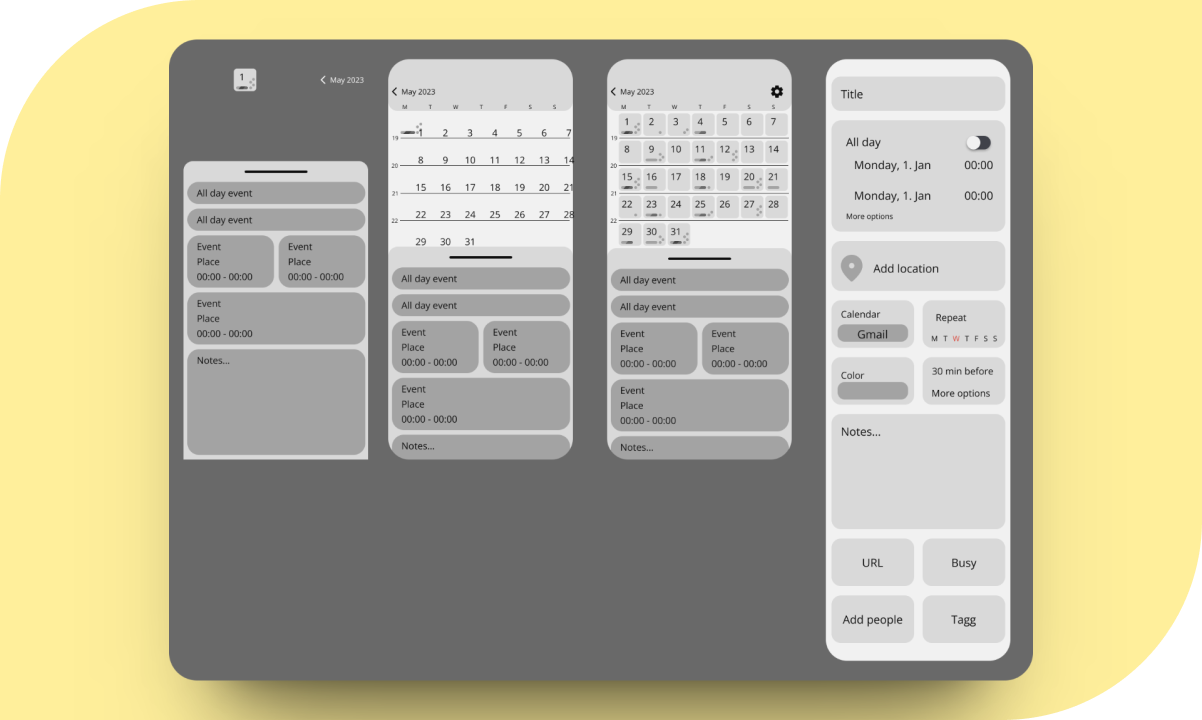 1
May 2023
All day event
All day event
Event
Place
00:00 - 00:00
Event
Place
00:00 - 00:00
Event
Place
00:00 - 00:00
Notes...
May 2023
M T W T F S S
1 2 3 4 5 6 7
19
8 9 10 11 12 13 14
20
15 16 17 18 19 20 21
21
22 23 24 25 26 27 28
22
29 30 31
All day event
All day event
Event
Place
00:00 - 00:00
Event
Place
00:00 - 00:00
Event
Place
00:00 - 00:00
Notes...
May 2023
M T W T F S S
1 2 3 4 5 6 7
19
8 9 10 11 12 13 14
20
15 16 17 18 19 20 21
21
22 23 24 25 26 27 28
22
29 30 31
All day event
All day event
Event
Place
00:00 - 00:00
Event
Place
00:00 - 00:00
Event
Place
00:00 - 00:00
Notes...
Title
All day
Monday, 1. Jan 00:00
Monday, 1. Jan 00:00
More options
Add location
Calendar
Gmail
Repeat
M T W T F S S
Color
30 min before
More options
Notes...
URL
Busy
Add people
Tagg